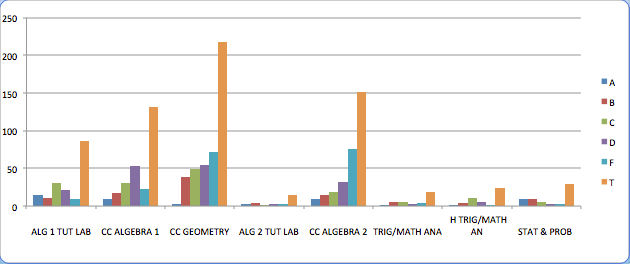 250
200
150
100
50
0
A
B
C
D
F
T
ALG 1 TUT LAB
CC ALGEBRA 1
CC GEOMETRY
ALG 2 TUT LAB
CC ALGEBRA 2
TRIG/MATH ANA
H TRIG/MATH
AN
STAT & PROB